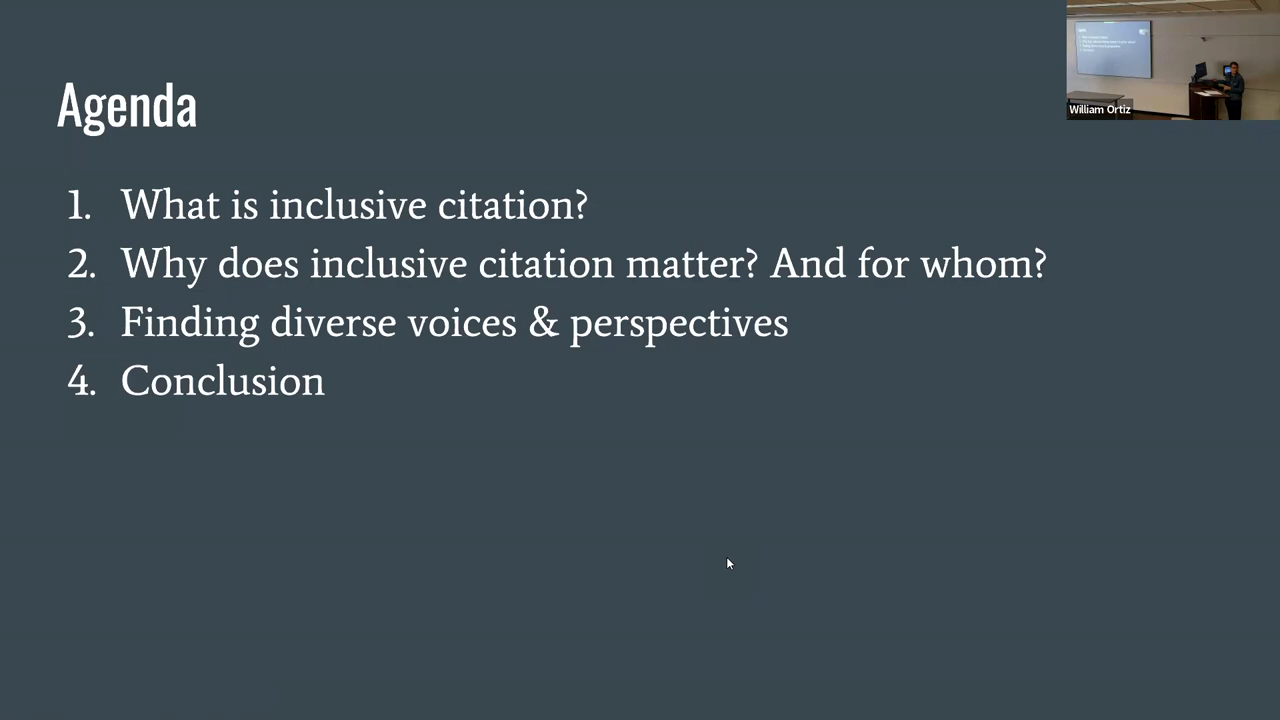 Agenda
1. What is inclusive citation?
2. Why does inclusive citation matter? And for whom?
3. Finding diverse voices & perspectives
4. Conclusion
William Ortiz